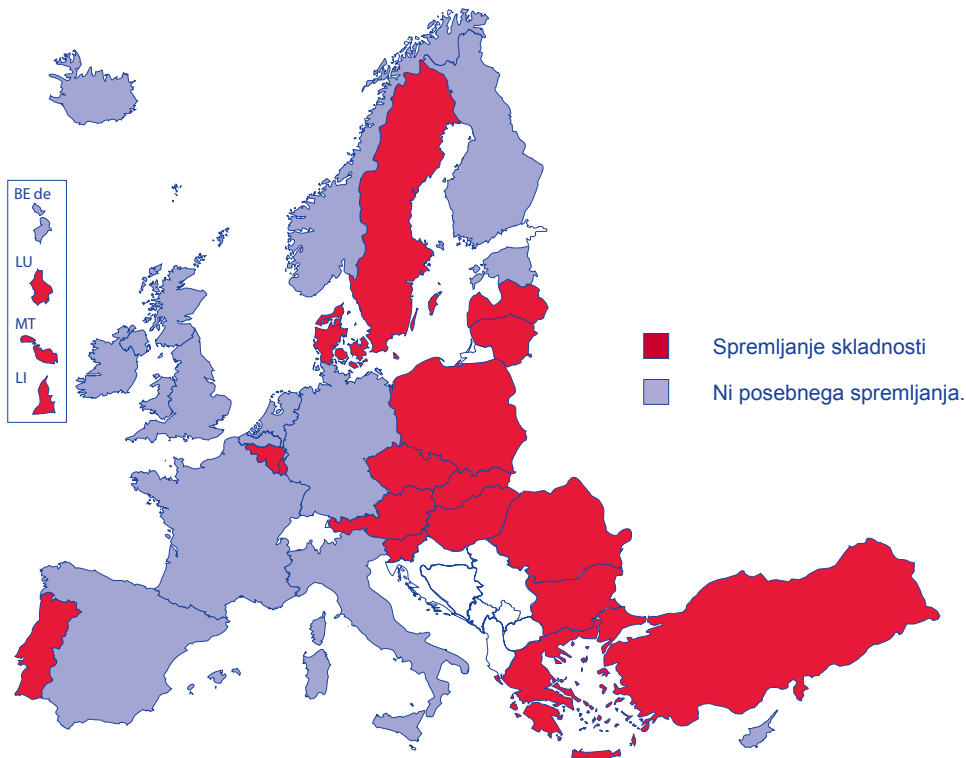 BE de
LU
MT
LI
Spremljanje skladnosti
Ni posebnega spremljanja.